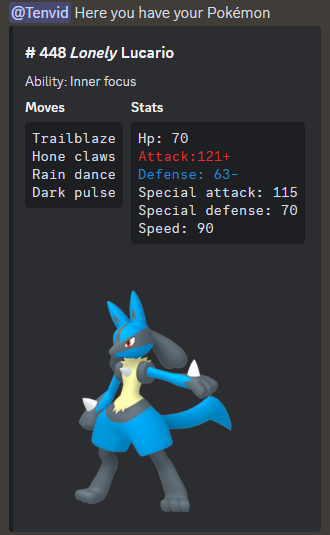 @Tenvid Here you have your Pokémon
# 448 Lonely Lucario
Ability: Inner focus
Moves
Trailblaze
Hone claws
Rain dance
Dark pulse
Stats
Hp: 70
Attack:121+
Defense: 63-
Special attack: 115
Special defense: 70
Speed: 90